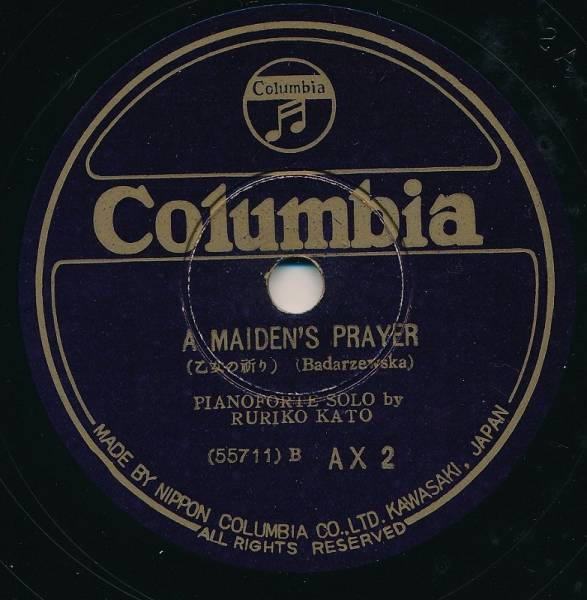 Columbia
Columbia
A MAIDEN'S PRAYER
(乙女の祈り) (Badarzewska)
PIANOFORTE SOLO by
RURIKO KATO
(55711) B AX 2
MADE BY NIPPON COLUMBIA CO., LTD. KAWASAKI, JAPAN
ALL RIGHTS RESERVED